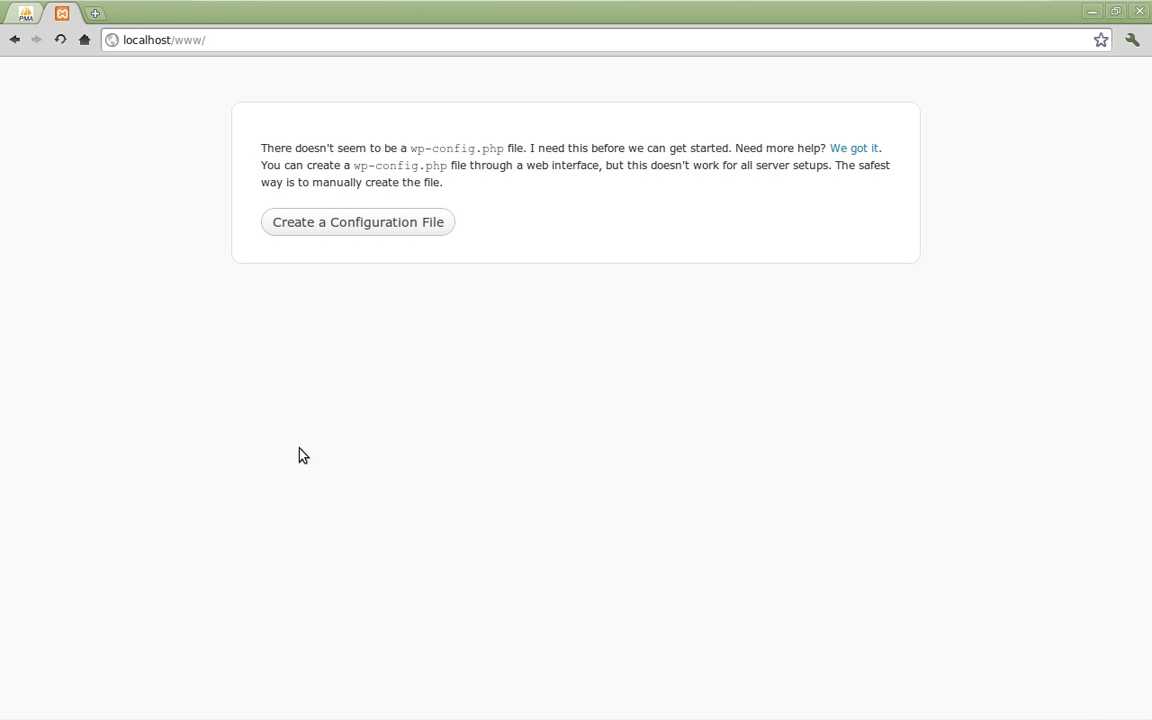 PMA
localhost/www/
There doesn't seem to be a wp-config.php file. I need this before we can get started. Need more help? We got it.
You can create a wp-config.php file through a web interface, but this doesn't work for all server setups. The safest
way is to manually create the file.
Create a Configuration File